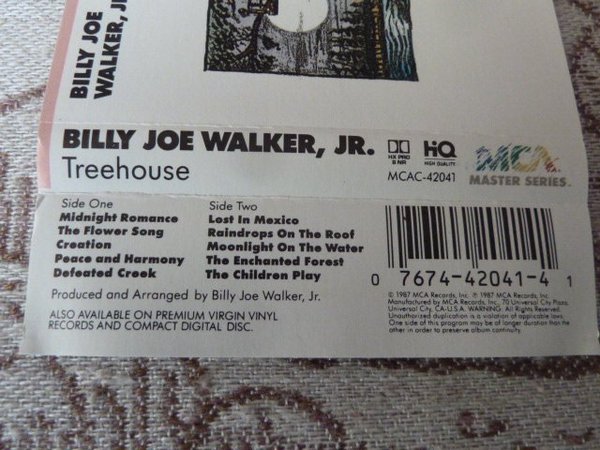 BILLY JOE
WALKER, JR.
BILLY JOE WALKER, JR.
Treehouse
HX PRO
B NR
HQ
HIGH QUALITY
MCAC-42041
MCA
MASTER SERIES
Side One
Midnight Romance
The Flower Song
Creation
Peace and Harmony
Defeated Creek
Side Two
Lost In Mexico
Raindrops On The Roof
Moonlight On The Water
The Enchanted Forest
The Children Play
Produced and Arranged by Billy Joe Walker, Jr.
ALSO AVAILABLE ON PREMIUM VIRGIN VINYL
RECORDS AND COMPACT DIGITAL DISC.
0 7674-42041-4 1
© 1987 MCA Records, Inc. ℗ 1987 MCA Records, Inc.
Manufactured by MCA Records, Inc., 70 Universal City Plaza,
Universal City, CA-U.S.A. WARNING: All Rights Reserved.
Unauthorized duplication is a violation of applicable laws.
One side of this program may be of longer duration than the
other in order to preserve album continuity.